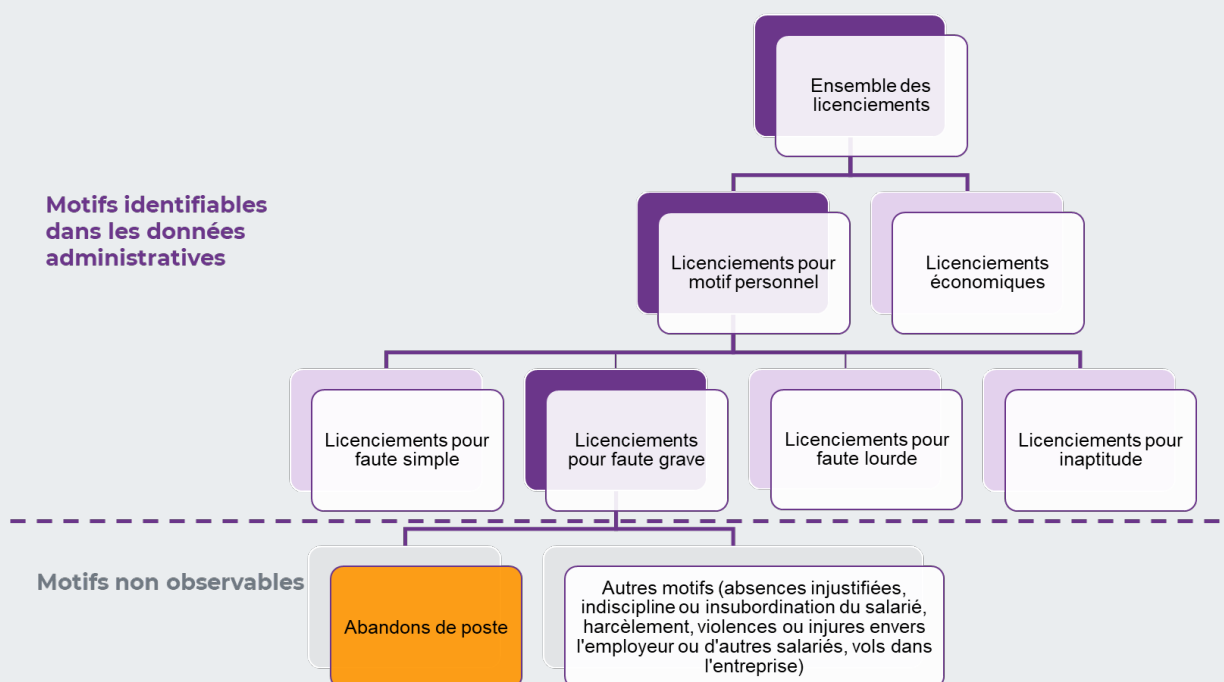 Ensemble des
licenciements
Motifs identifiables
dans les données
administratives
Licenciements pour
motif personnel
Licenciements
économiques
Licenciements pour
faute simple
Licenciements
pour faute grave
Licenciements pour
faute lourde
Licenciements pour
inaptitude
Motifs non observables
Abandons de poste
Autres motifs (absences injustifiées,
indiscipline ou insubordination du salarié,
harcèlement, violences ou injures envers
l'employeur ou d'autres salariés, vols dans
l'entreprise)